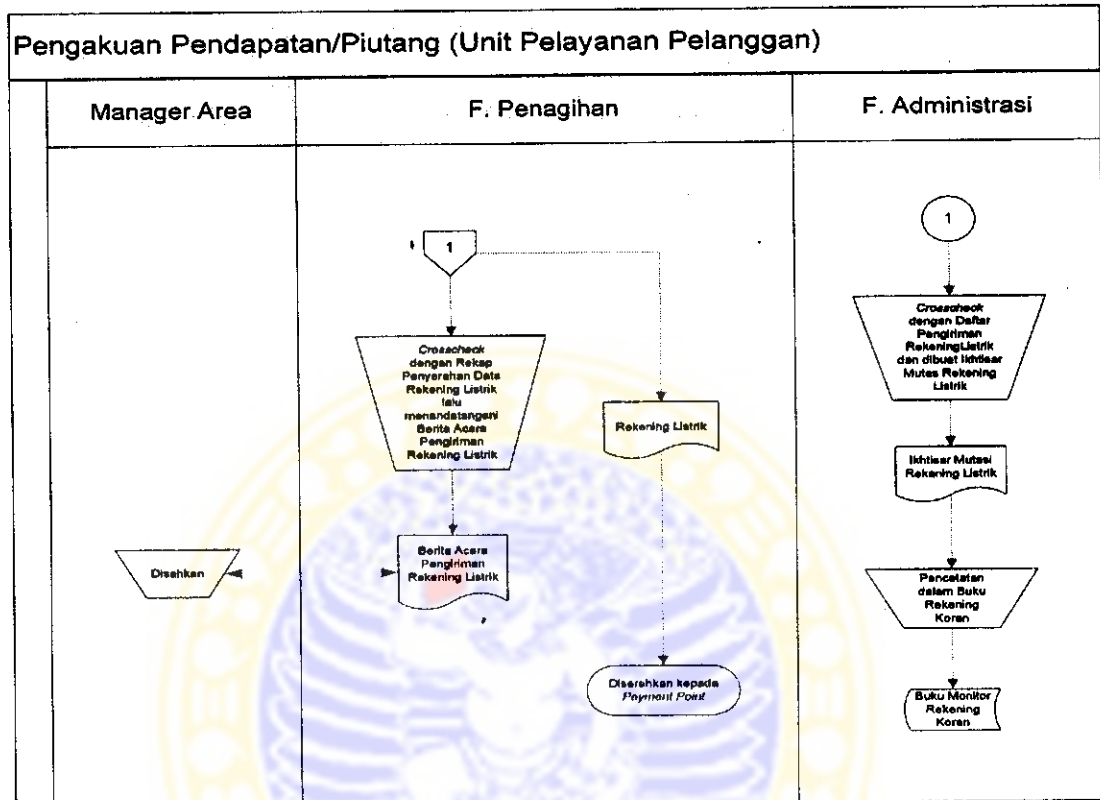 Pengakuan Pendapatan/Piutang (Unit Pelayanan Pelanggan)
Manager Area
F. Penagihan
F. Administrasi
1
1
Crosscheck
dengan Rekap
Penyerahan Data
Rekening Listrik
lalu
menandatangani
Berita Acara
Pengiriman
Rekening Listrik
Rekening Listrik
Crosscheck
dengan Daftar
Pengiriman
RekeningListrik
dan dibuat Ikhtisar
Mutas Rekening
Listrik
Ikhtisar Mutasi
Rekening Listrik
Disahkan
Berita Acara
Pengiriman
Rekening Listrik
Pencatatan
dalam Buku
Rekening
Koran
Diserahkan kepada
Payment Point
Buku Monitor
Rekening
Koran